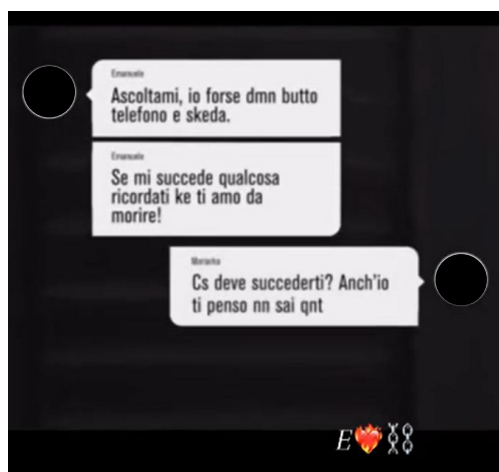 Emanuele
Ascoltami, io forse dmn butto
telefono e skeda.
Emanuele
Se mi succede qualcosa
ricordati ke ti amo da
morire!
Cs deve succederti? Anch'io
ti penso nn sai qnt
E❤️‍🔥⛓️